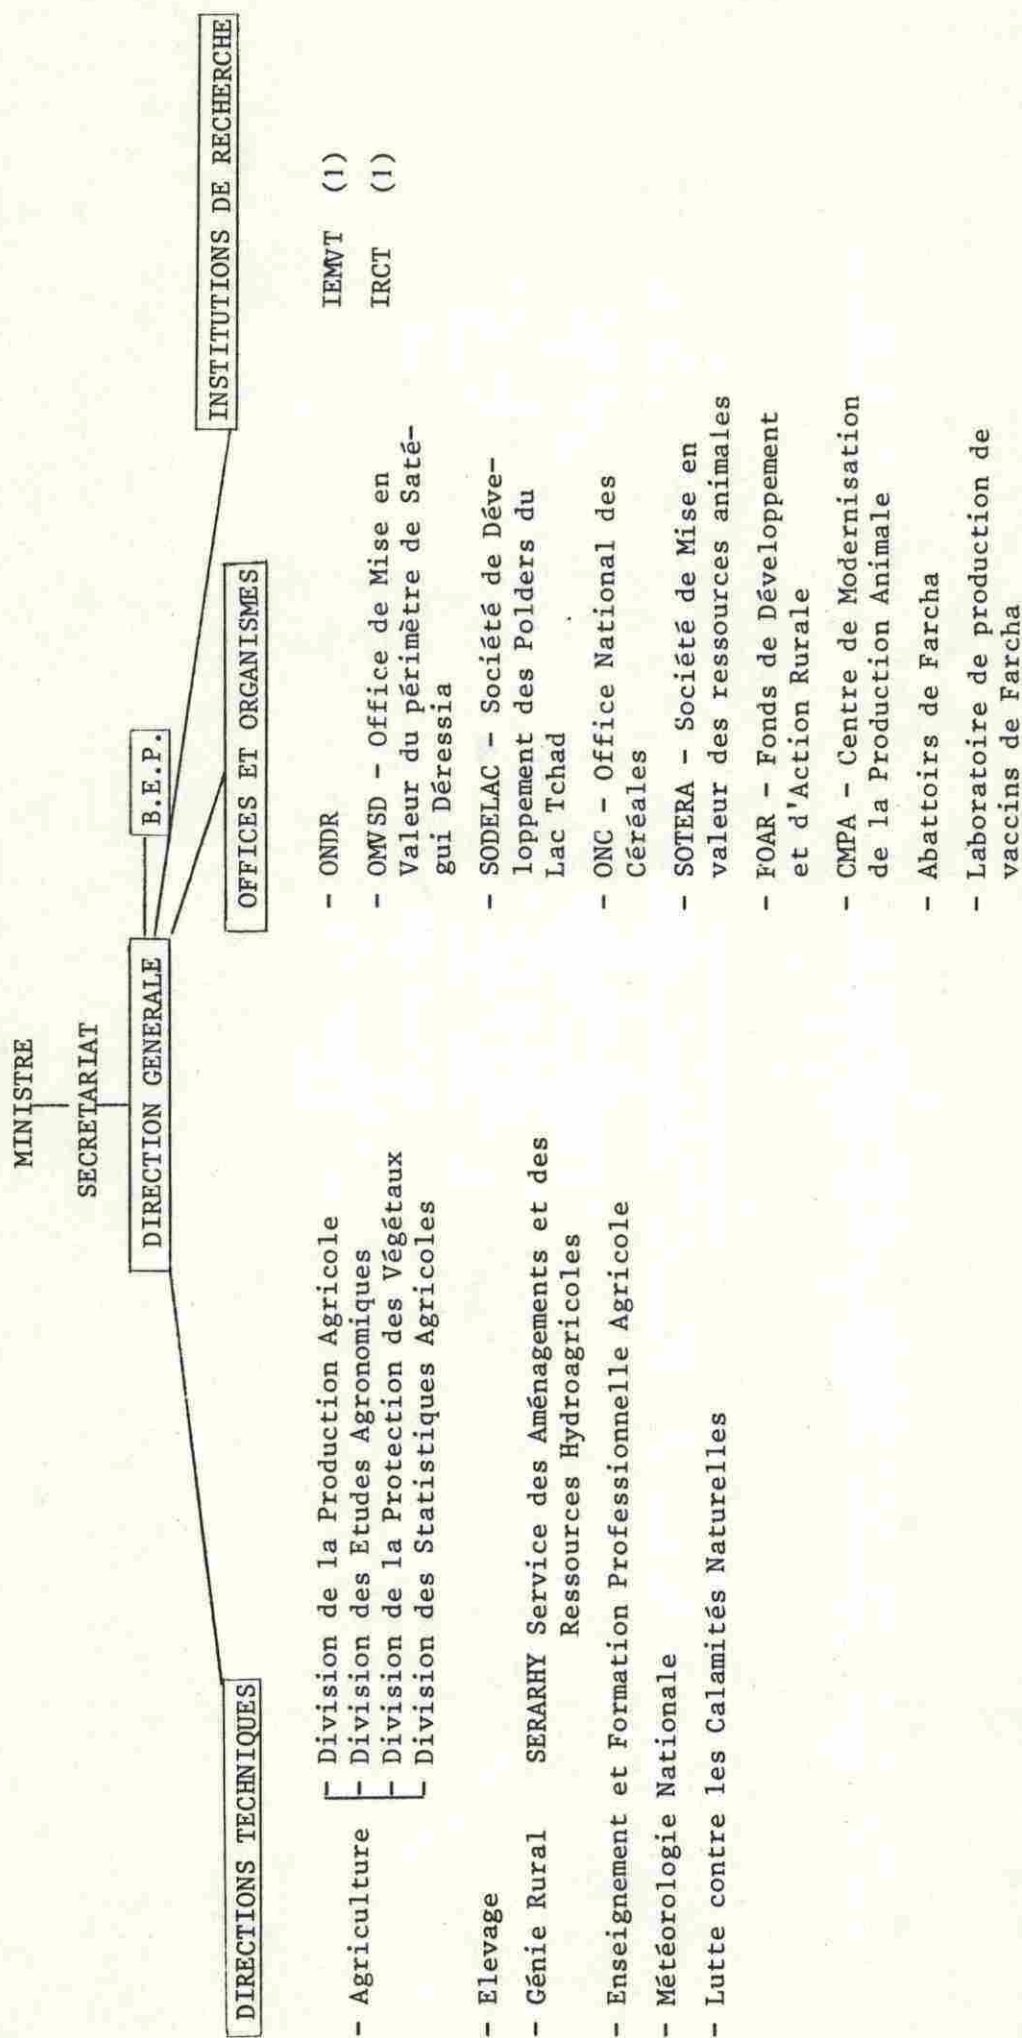 MINISTRE
SECRETARIAT
DIRECTION GENERALE
B.E.P.
DIRECTIONS TECHNIQUES
- Agriculture
- Division de la Production Agricole
- Division des Etudes Agronomiques
- Division de la Protection des Végétaux
- Division des Statistiques Agricoles
- Elevage
- Génie Rural SERARHY Service des Aménagements et des
Ressources Hydroagricoles
- Enseignement et Formation Professionnelle Agricole
- Météorologie Nationale
- Lutte contre les Calamités Naturelles
OFFICES ET ORGANISMES
- ONDR
- OMVSD - Office de Mise en
Valeur du périmètre de Saté-
gui Déressia
- SODELAC - Société de Déve-
loppement des Polders du
Lac Tchad
- ONC - Office National des
Céréales
- SOTERA - Société de Mise en
valeur des ressources animales
- FOAR - Fonds de Développement
et d'Action Rurale
- CMPA - Centre de Modernisation
de la Production Animale
- Abattoirs de Farcha
- Laboratoire de production de
vaccins de Farcha
INSTITUTIONS DE RECHERCHE
IEMVT (1)
IRCT (1)